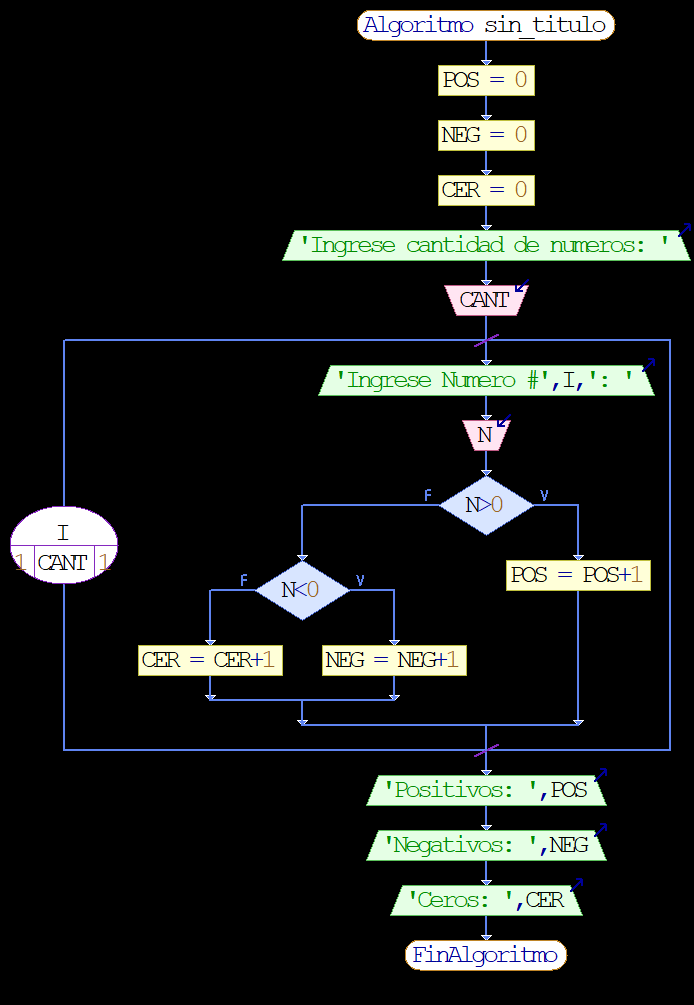 Algoritmo sin_titulo
POS = 0
NEG = 0
CER = 0
'Ingrese cantidad de numeros: '
CANT
'Ingrese Numero #',I,': '
N
F N>0 V
I
1 CANT 1
POS = POS+1
F N<0 V
CER = CER+1
NEG = NEG+1
'Positivos: ',POS
'Negativos: ',NEG
'Ceros: ',CER
FinAlgoritmo